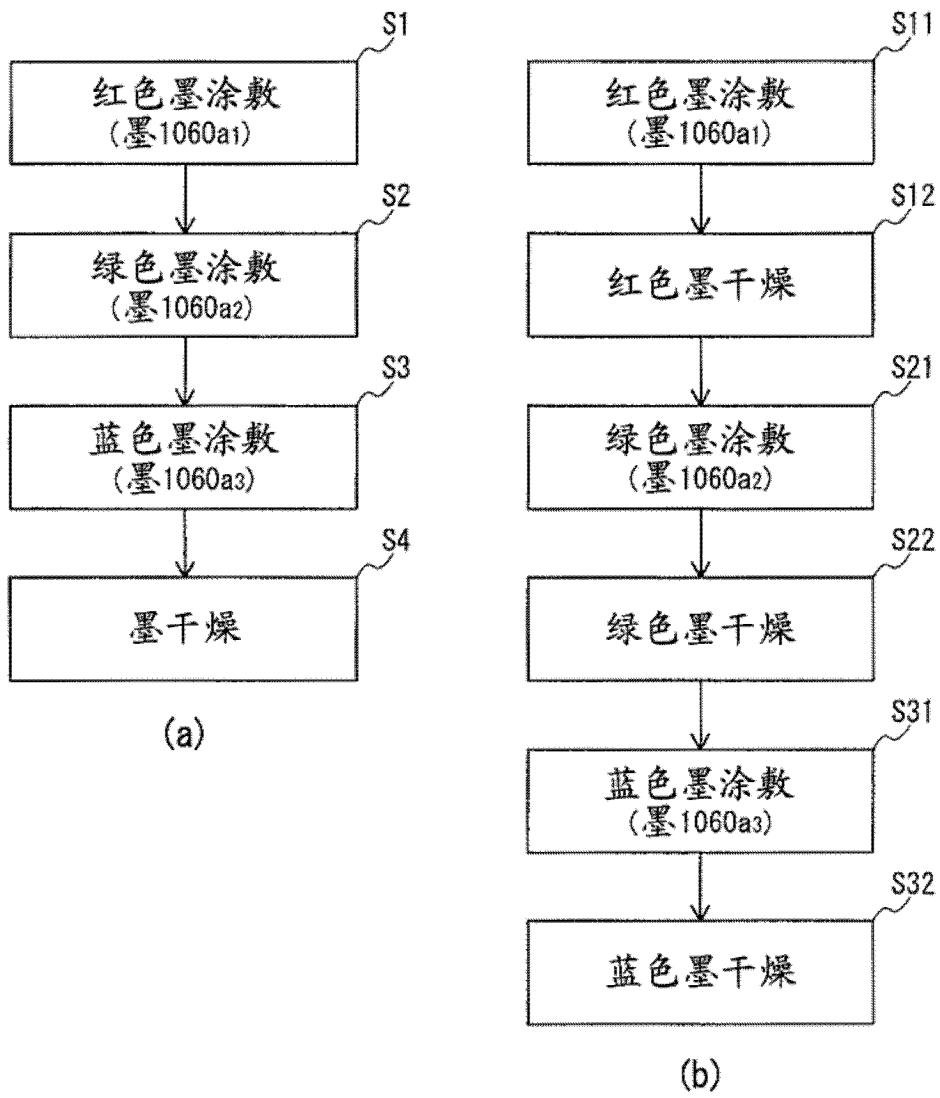 S1
红色墨涂敷
(墨1060a1)
S2
绿色墨涂敷
(墨1060a2)
S3
蓝色墨涂敷
(墨1060a3)
S4
墨干燥
(a)
S11
红色墨涂敷
(墨1060a1)
S12
红色墨干燥
S21
绿色墨涂敷
(墨1060a2)
S22
绿色墨干燥
S31
蓝色墨涂敷
(墨1060a3)
S32
蓝色墨干燥
(b)